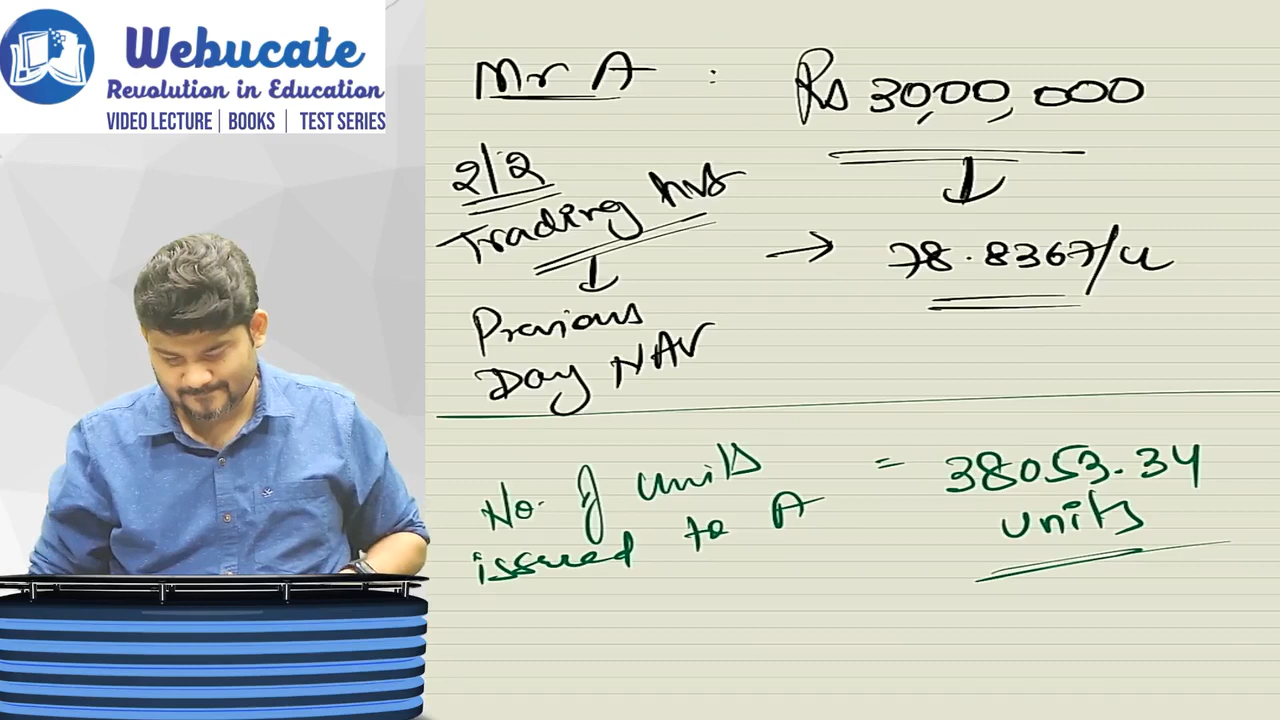 Webucate
Revolution in Education
VIDEO LECTURE | BOOKS | TEST SERIES
Mr A : Rs 3000,000
2/2
Trading hrs
→ 78.8367/u
Previous
Day NAV
No. of units
issued to A
= 38053.34
units